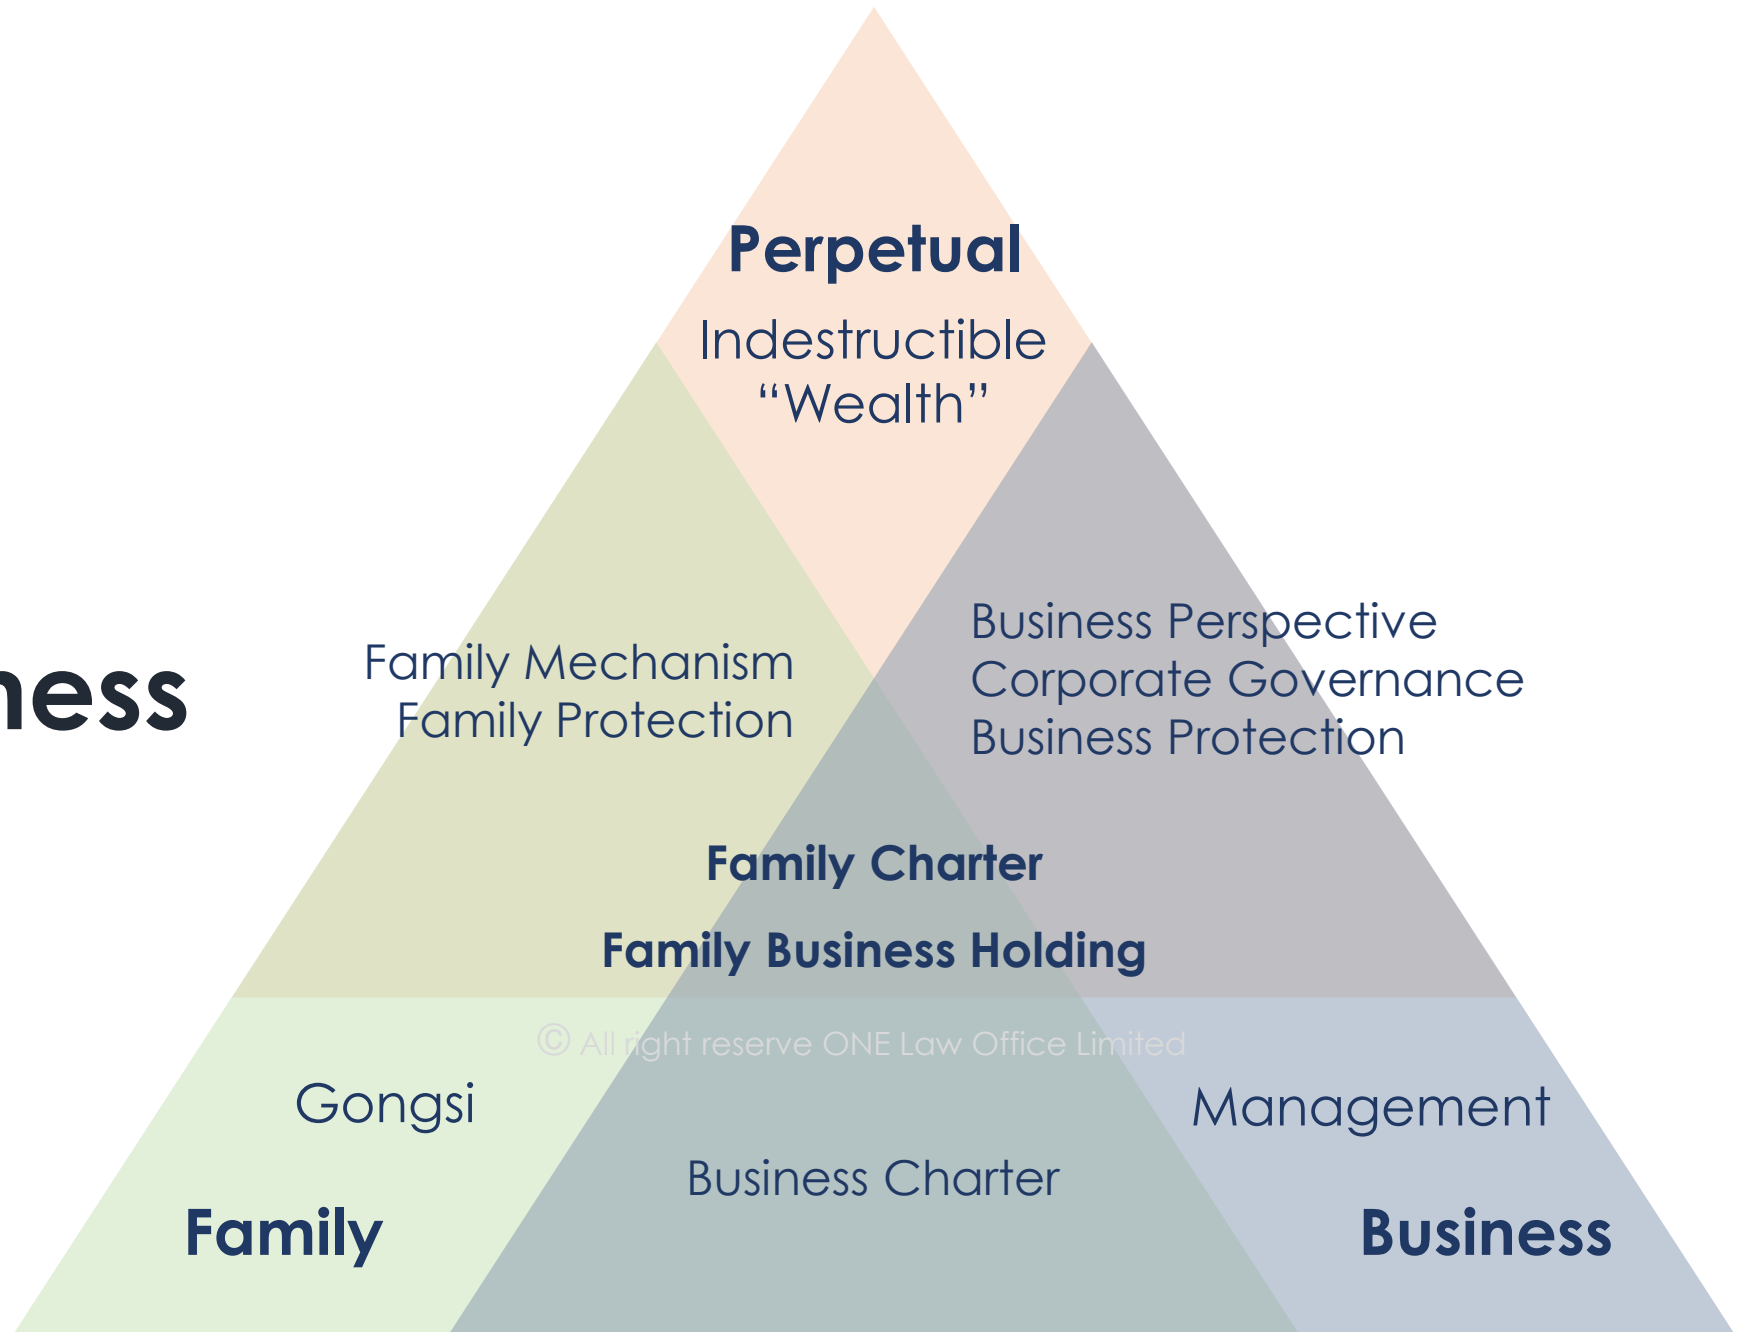 Perpetual
Indestructible
“Wealth”
Family Mechanism
Family Protection
Business Perspective
Corporate Governance
Business Protection
Family Charter
Family Business Holding
© All right reserve ONE Law Office Limited
Gongsi
Management
Business Charter
Family
Business